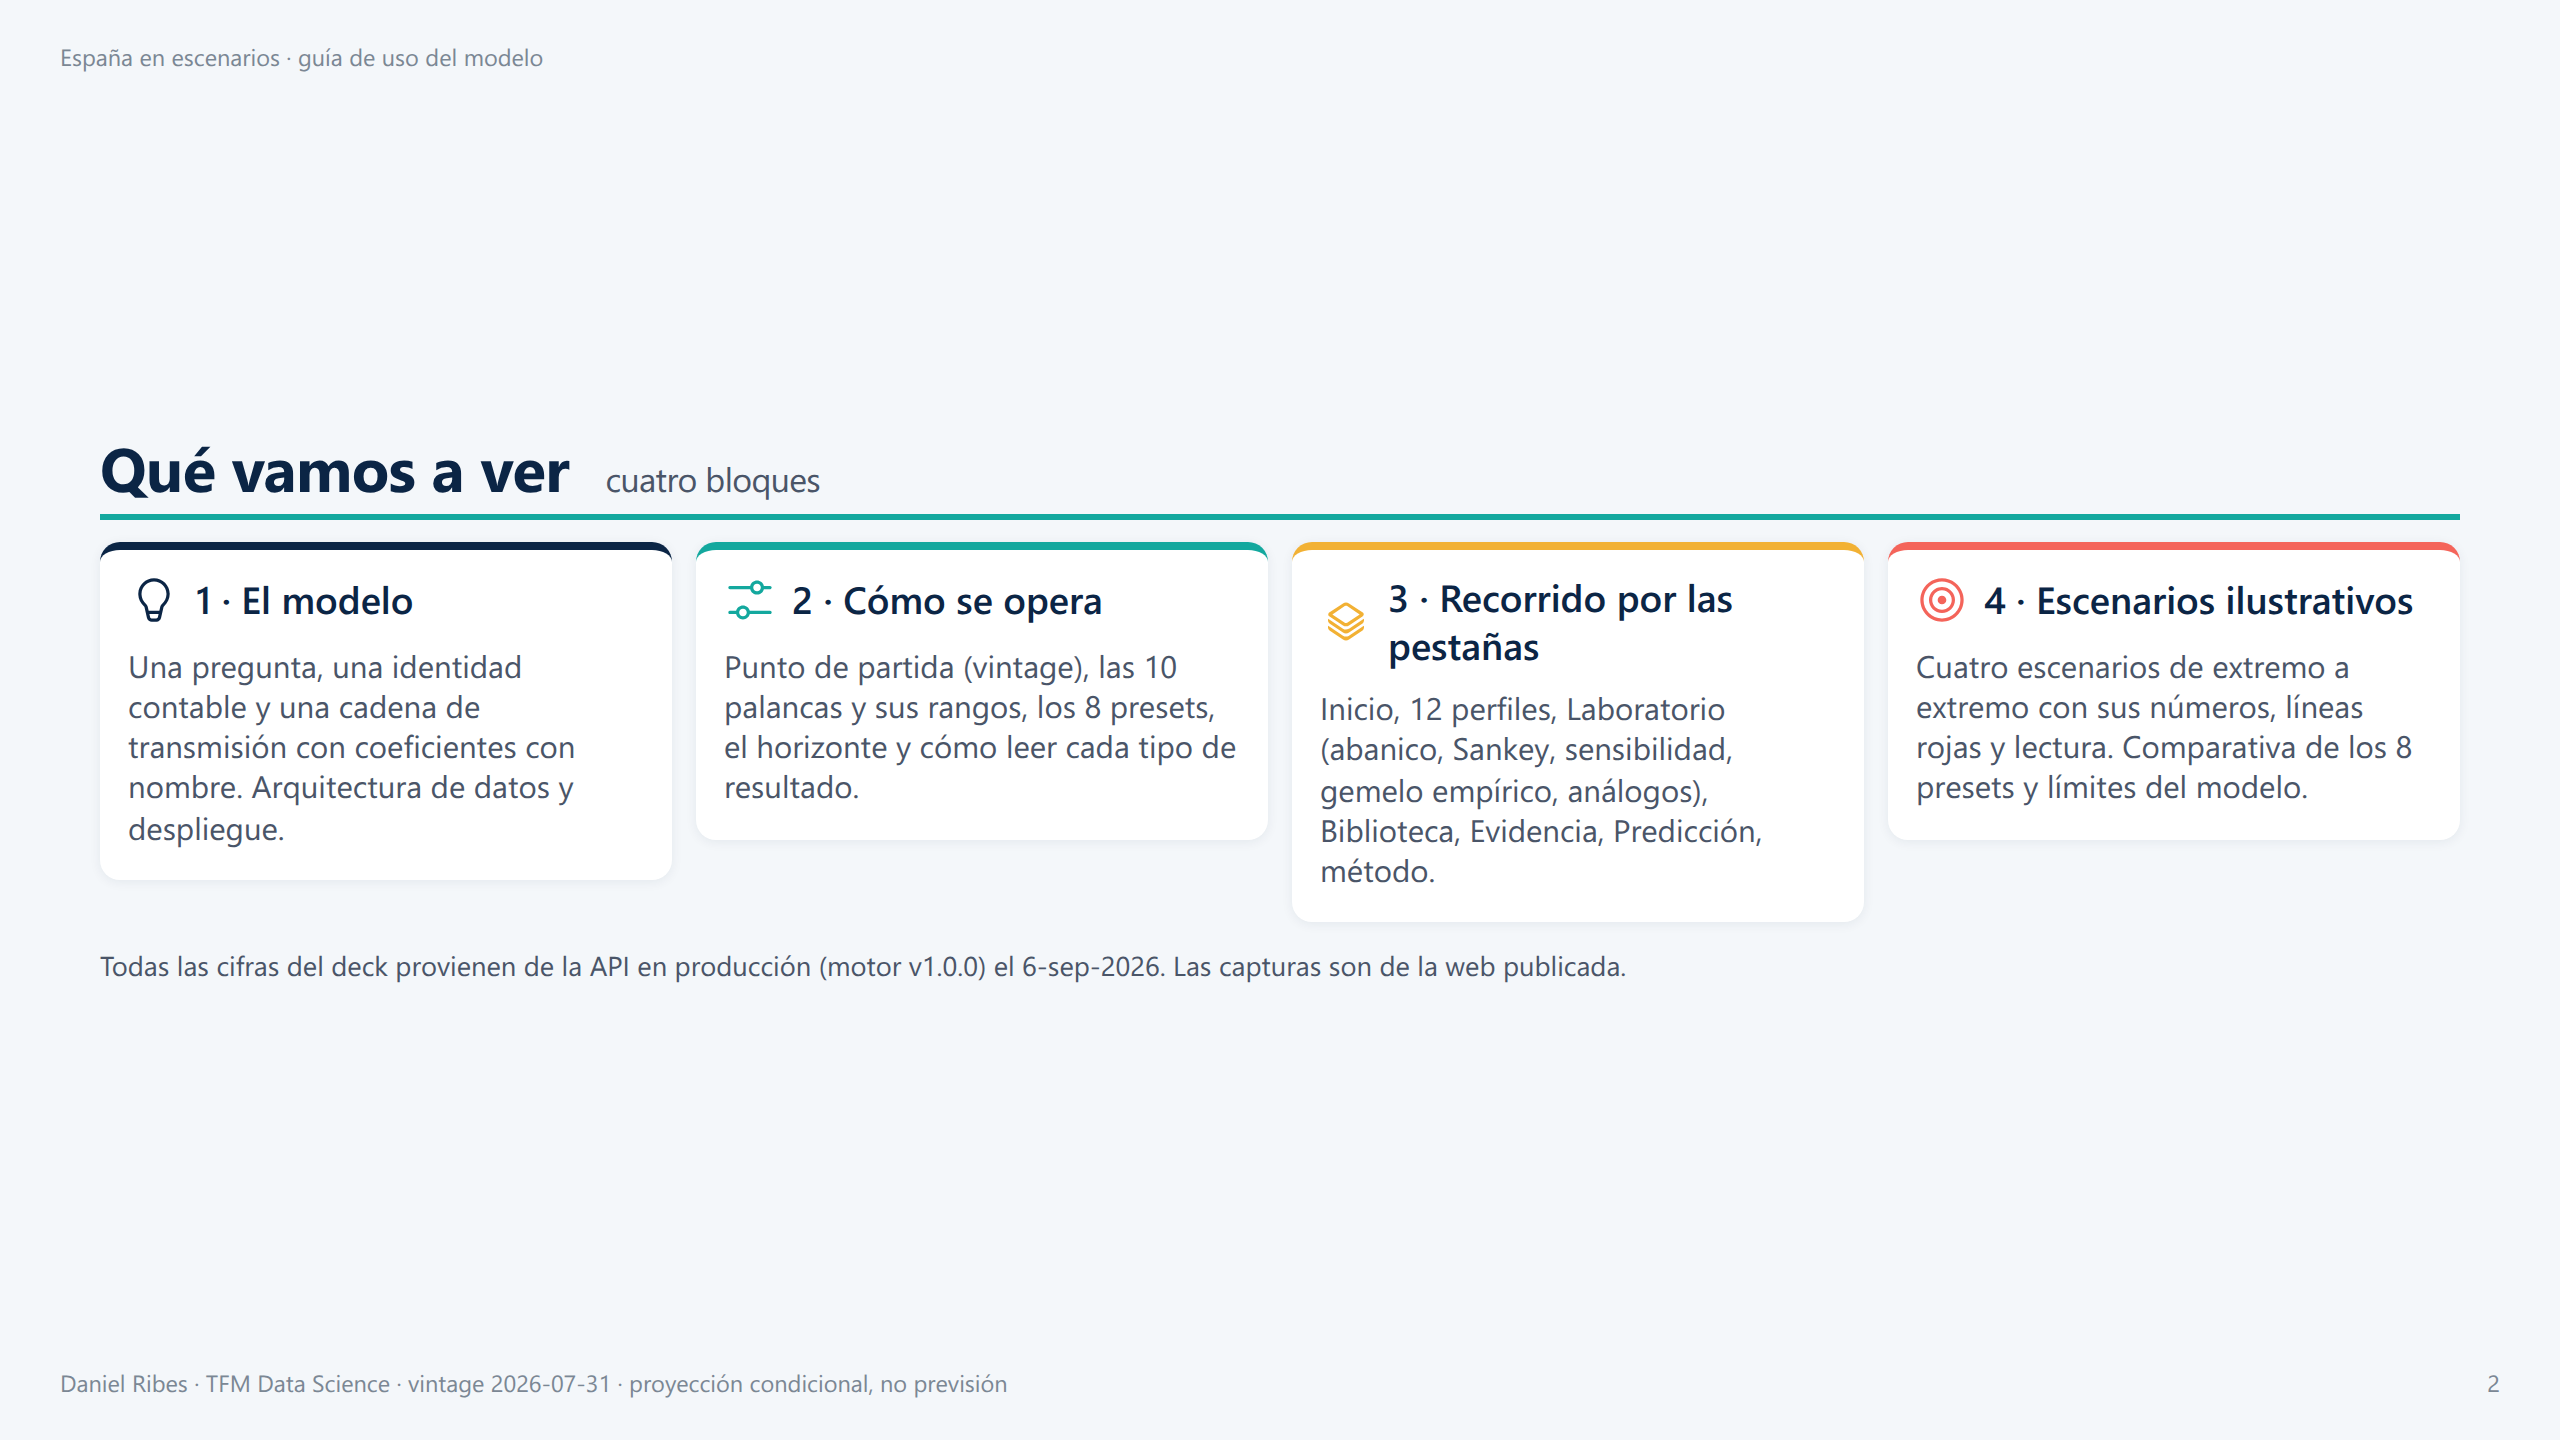 España en escenarios · guía de uso del modelo
Qué vamos a ver cuatro bloques
1 · El modelo
Una pregunta, una identidad
contable y una cadena de
transmisión con coeficientes con
nombre. Arquitectura de datos y
despliegue.
2 · Cómo se opera
Punto de partida (vintage), las 10
palancas y sus rangos, los 8 presets,
el horizonte y cómo leer cada tipo de
resultado.
3 · Recorrido por las
pestañas
Inicio, 12 perfiles, Laboratorio
(abanico, Sankey, sensibilidad,
gemelo empírico, análogos),
Biblioteca, Evidencia, Predicción,
método.
4 · Escenarios ilustrativos
Cuatro escenarios de extremo a
extremo con sus números, líneas
rojas y lectura. Comparativa de los 8
presets y límites del modelo.
Todas las cifras del deck provienen de la API en producción (motor v1.0.0) el 6-sep-2026. Las capturas son de la web publicada.
Daniel Ribes · TFM Data Science · vintage 2026-07-31 · proyección condicional, no previsión
2